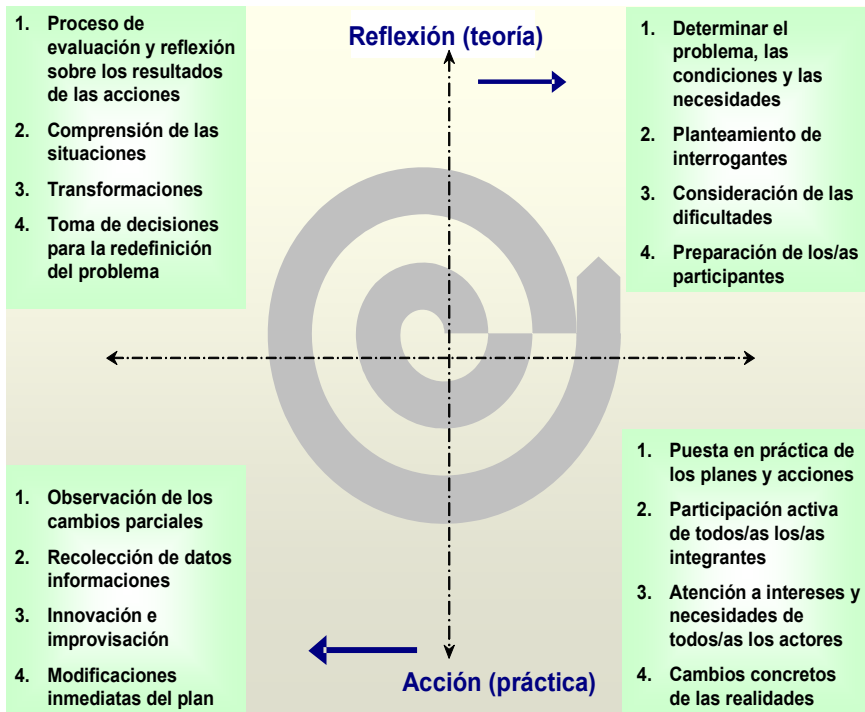 1. Proceso de
evaluación y reflexión
sobre los resultados
de las acciones
2. Comprensión de las
situaciones
3. Transformaciones
4. Toma de decisiones
para la redefinición
del problema
Reflexión (teoría)
1. Determinar el
problema, las
condiciones y las
necesidades
2. Planteamiento de
interrogantes
3. Consideración de las
dificultades
4. Preparación de los/as
participantes
1. Observación de los
cambios parciales
2. Recolección de datos
informaciones
3. Innovación e
improvisación
4. Modificaciones
inmediatas del plan
Acción (práctica)
1. Puesta en práctica de
los planes y acciones
2. Participación activa
de todos/as los/as
integrantes
3. Atención a intereses y
necesidades de
todos/as los actores
4. Cambios concretos
de las realidades